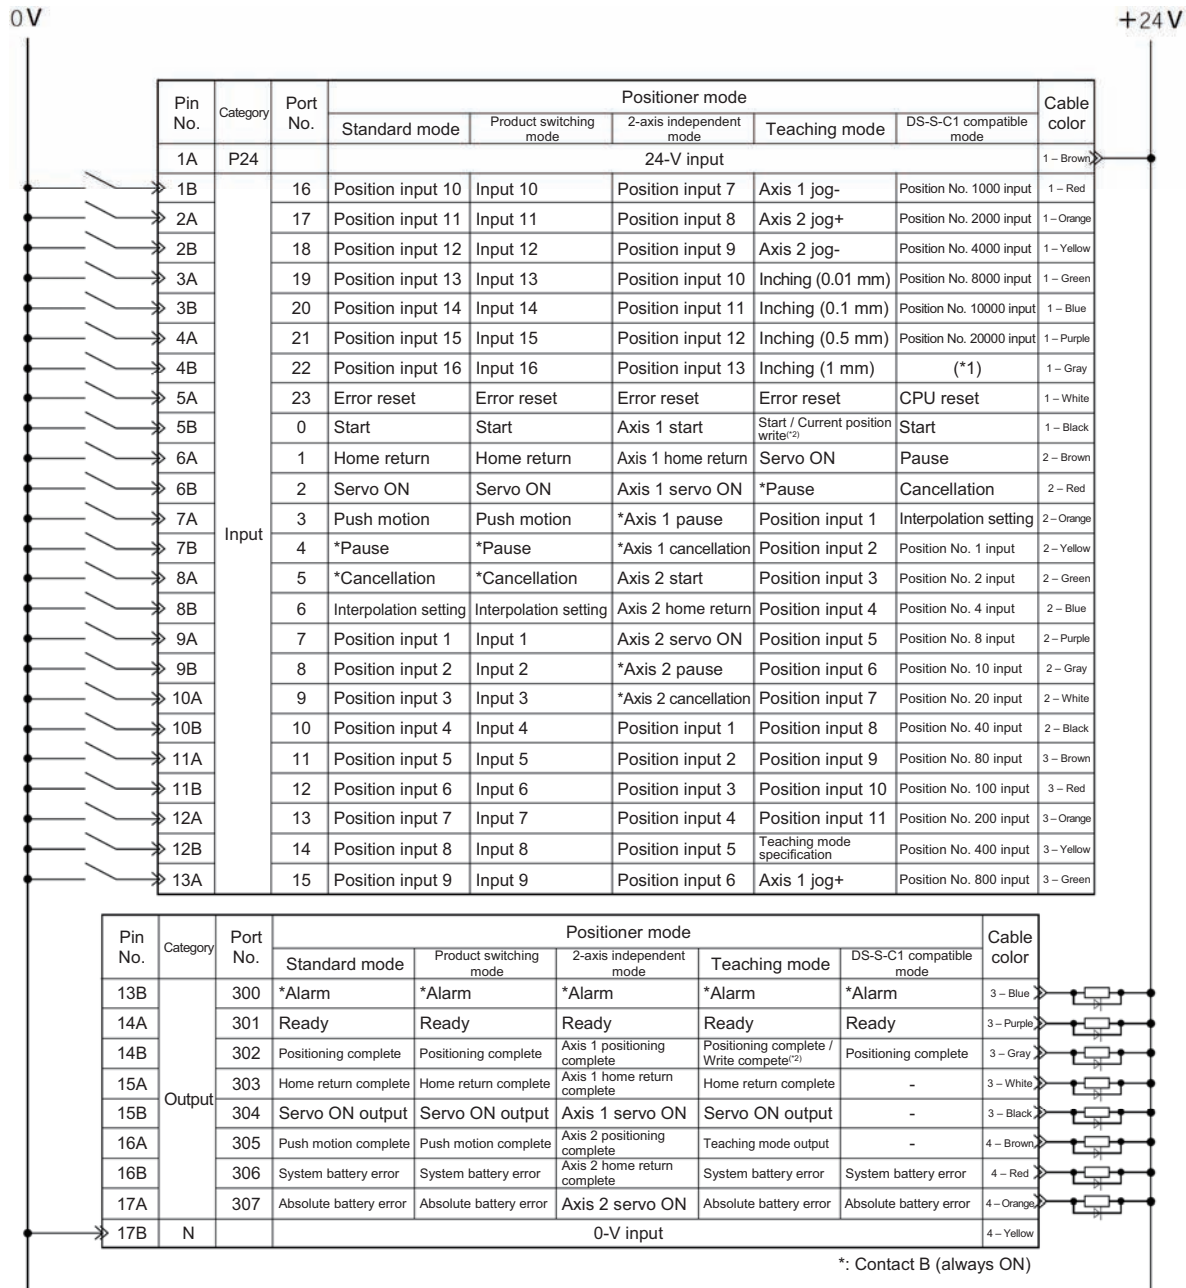 0V
+24V
Pin No. Category Port No. Positioner mode Cable color
Standard mode Product switching mode 2-axis independent mode Teaching mode DS-S-C1 compatible mode
1A P24 24-V input 1 – Brown
Input
1B 16 Position input 10 Input 10 Position input 7 Axis 1 jog- Position No. 1000 input 1 – Red
2A 17 Position input 11 Input 11 Position input 8 Axis 2 jog+ Position No. 2000 input 1 – Orange
2B 18 Position input 12 Input 12 Position input 9 Axis 2 jog- Position No. 4000 input 1 – Yellow
3A 19 Position input 13 Input 13 Position input 10 Inching (0.01 mm) Position No. 8000 input 1 – Green
3B 20 Position input 14 Input 14 Position input 11 Inching (0.1 mm) Position No. 10000 input 1 – Blue
4A 21 Position input 15 Input 15 Position input 12 Inching (0.5 mm) Position No. 20000 input 1 – Purple
4B 22 Position input 16 Input 16 Position input 13 Inching (1 mm) (*1) 1 – Gray
5A 23 Error reset Error reset Error reset Error reset CPU reset 1 – White
5B 0 Start Start Axis 1 start Start / Current position write(*2) Start 1 – Black
6A 1 Home return Home return Axis 1 home return Servo ON Pause 2 – Brown
6B 2 Servo ON Servo ON Axis 1 servo ON *Pause Cancellation 2 – Red
7A 3 Push motion Push motion *Axis 1 pause Position input 1 Interpolation setting 2 – Orange
7B 4 *Pause *Pause *Axis 1 cancellation Position input 2 Position No. 1 input 2 – Yellow
8A 5 *Cancellation *Cancellation Axis 2 start Position input 3 Position No. 2 input 2 – Green
8B 6 Interpolation setting Interpolation setting Axis 2 home return Position input 4 Position No. 4 input 2 – Blue
9A 7 Position input 1 Input 1 Axis 2 servo ON Position input 5 Position No. 8 input 2 – Purple
9B 8 Position input 2 Input 2 *Axis 2 pause Position input 6 Position No. 10 input 2 – Gray
10A 9 Position input 3 Input 3 *Axis 2 cancellation Position input 7 Position No. 20 input 2 – White
10B 10 Position input 4 Input 4 Position input 1 Position input 8 Position No. 40 input 2 – Black
11A 11 Position input 5 Input 5 Position input 2 Position input 9 Position No. 80 input 3 – Brown
11B 12 Position input 6 Input 6 Position input 3 Position input 10 Position No. 100 input 3 – Red
12A 13 Position input 7 Input 7 Position input 4 Position input 11 Position No. 200 input 3 – Orange
12B 14 Position input 8 Input 8 Position input 5 Teaching mode specification Position No. 400 input 3 – Yellow
13A 15 Position input 9 Input 9 Position input 6 Axis 1 jog+ Position No. 800 input 3 – Green
Pin No. Category Port No. Positioner mode Cable color
Standard mode Product switching mode 2-axis independent mode Teaching mode DS-S-C1 compatible mode
Output
13B 300 *Alarm *Alarm *Alarm *Alarm *Alarm 3 – Blue
14A 301 Ready Ready Ready Ready Ready 3 – Purple
14B 302 Positioning complete Positioning complete Axis 1 positioning complete Positioning complete / Write compete(*2) Positioning complete 3 – Gray
15A 303 Home return complete Home return complete Axis 1 home return complete Home return complete - 3 – White
15B 304 Servo ON output Servo ON output Axis 1 servo ON Servo ON output - 3 – Black
16A 305 Push motion complete Push motion complete Axis 2 positioning complete Teaching mode output - 4 – Brown
16B 306 System battery error System battery error Axis 2 home return complete System battery error System battery error 4 – Red
17A 307 Absolute battery error Absolute battery error Axis 2 servo ON Absolute battery error Absolute battery error 4 – Orange
17B N 0-V input 4 – Yellow
*: Contact B (always ON)